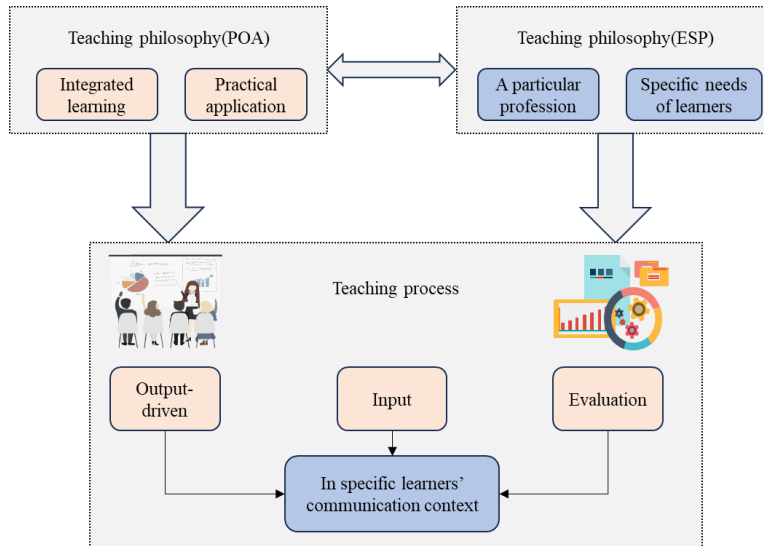 Teaching philosophy(POA)
Integrated
learning
Practical
application
Teaching philosophy(ESP)
A particular
profession
Specific needs
of learners
Teaching process
Output-
driven
Input
Evaluation
In specific learners’
communication context